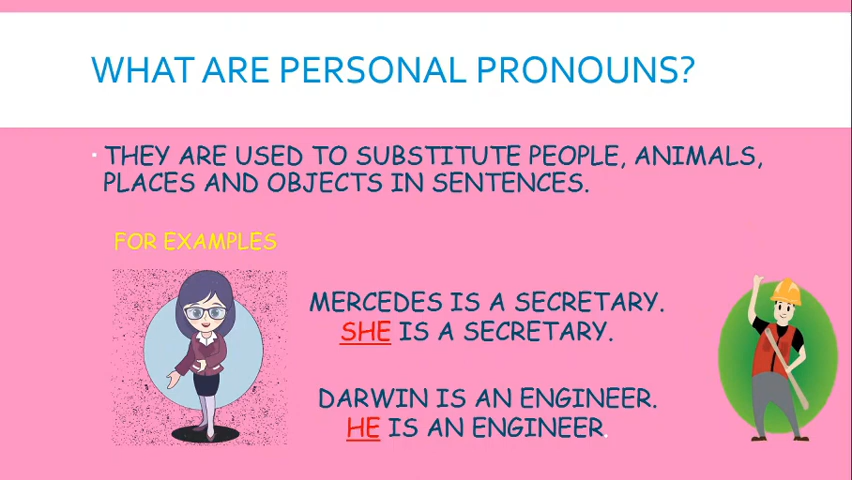 WHAT ARE PERSONAL PRONOUNS?
• THEY ARE USED TO SUBSTITUTE PEOPLE, ANIMALS,
PLACES AND OBJECTS IN SENTENCES.
FOR EXAMPLES
MERCEDES IS A SECRETARY.
SHE IS A SECRETARY.
DARWIN IS AN ENGINEER.
HE IS AN ENGINEER.